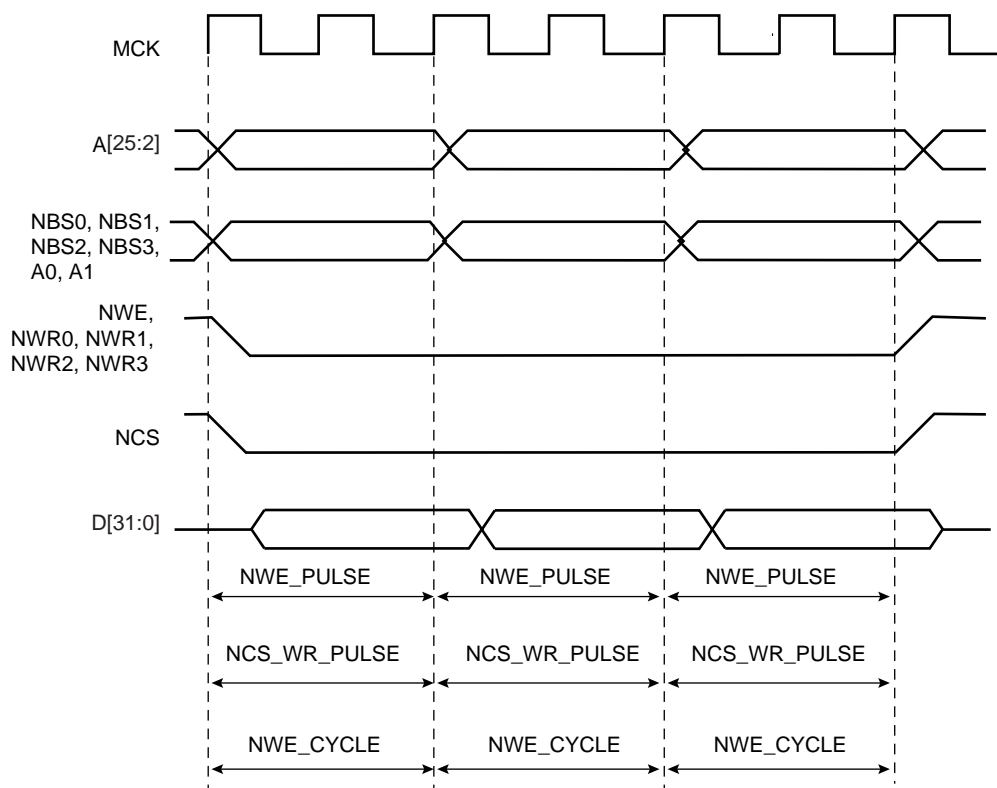 MCK
A[25:2]
NBS0, NBS1,
NBS2, NBS3,
A0, A1
NWE,
NWR0, NWR1,
NWR2, NWR3
NCS
D[31:0]
NWE_PULSE NWE_PULSE NWE_PULSE
NCS_WR_PULSE NCS_WR_PULSE NCS_WR_PULSE
NWE_CYCLE NWE_CYCLE NWE_CYCLE